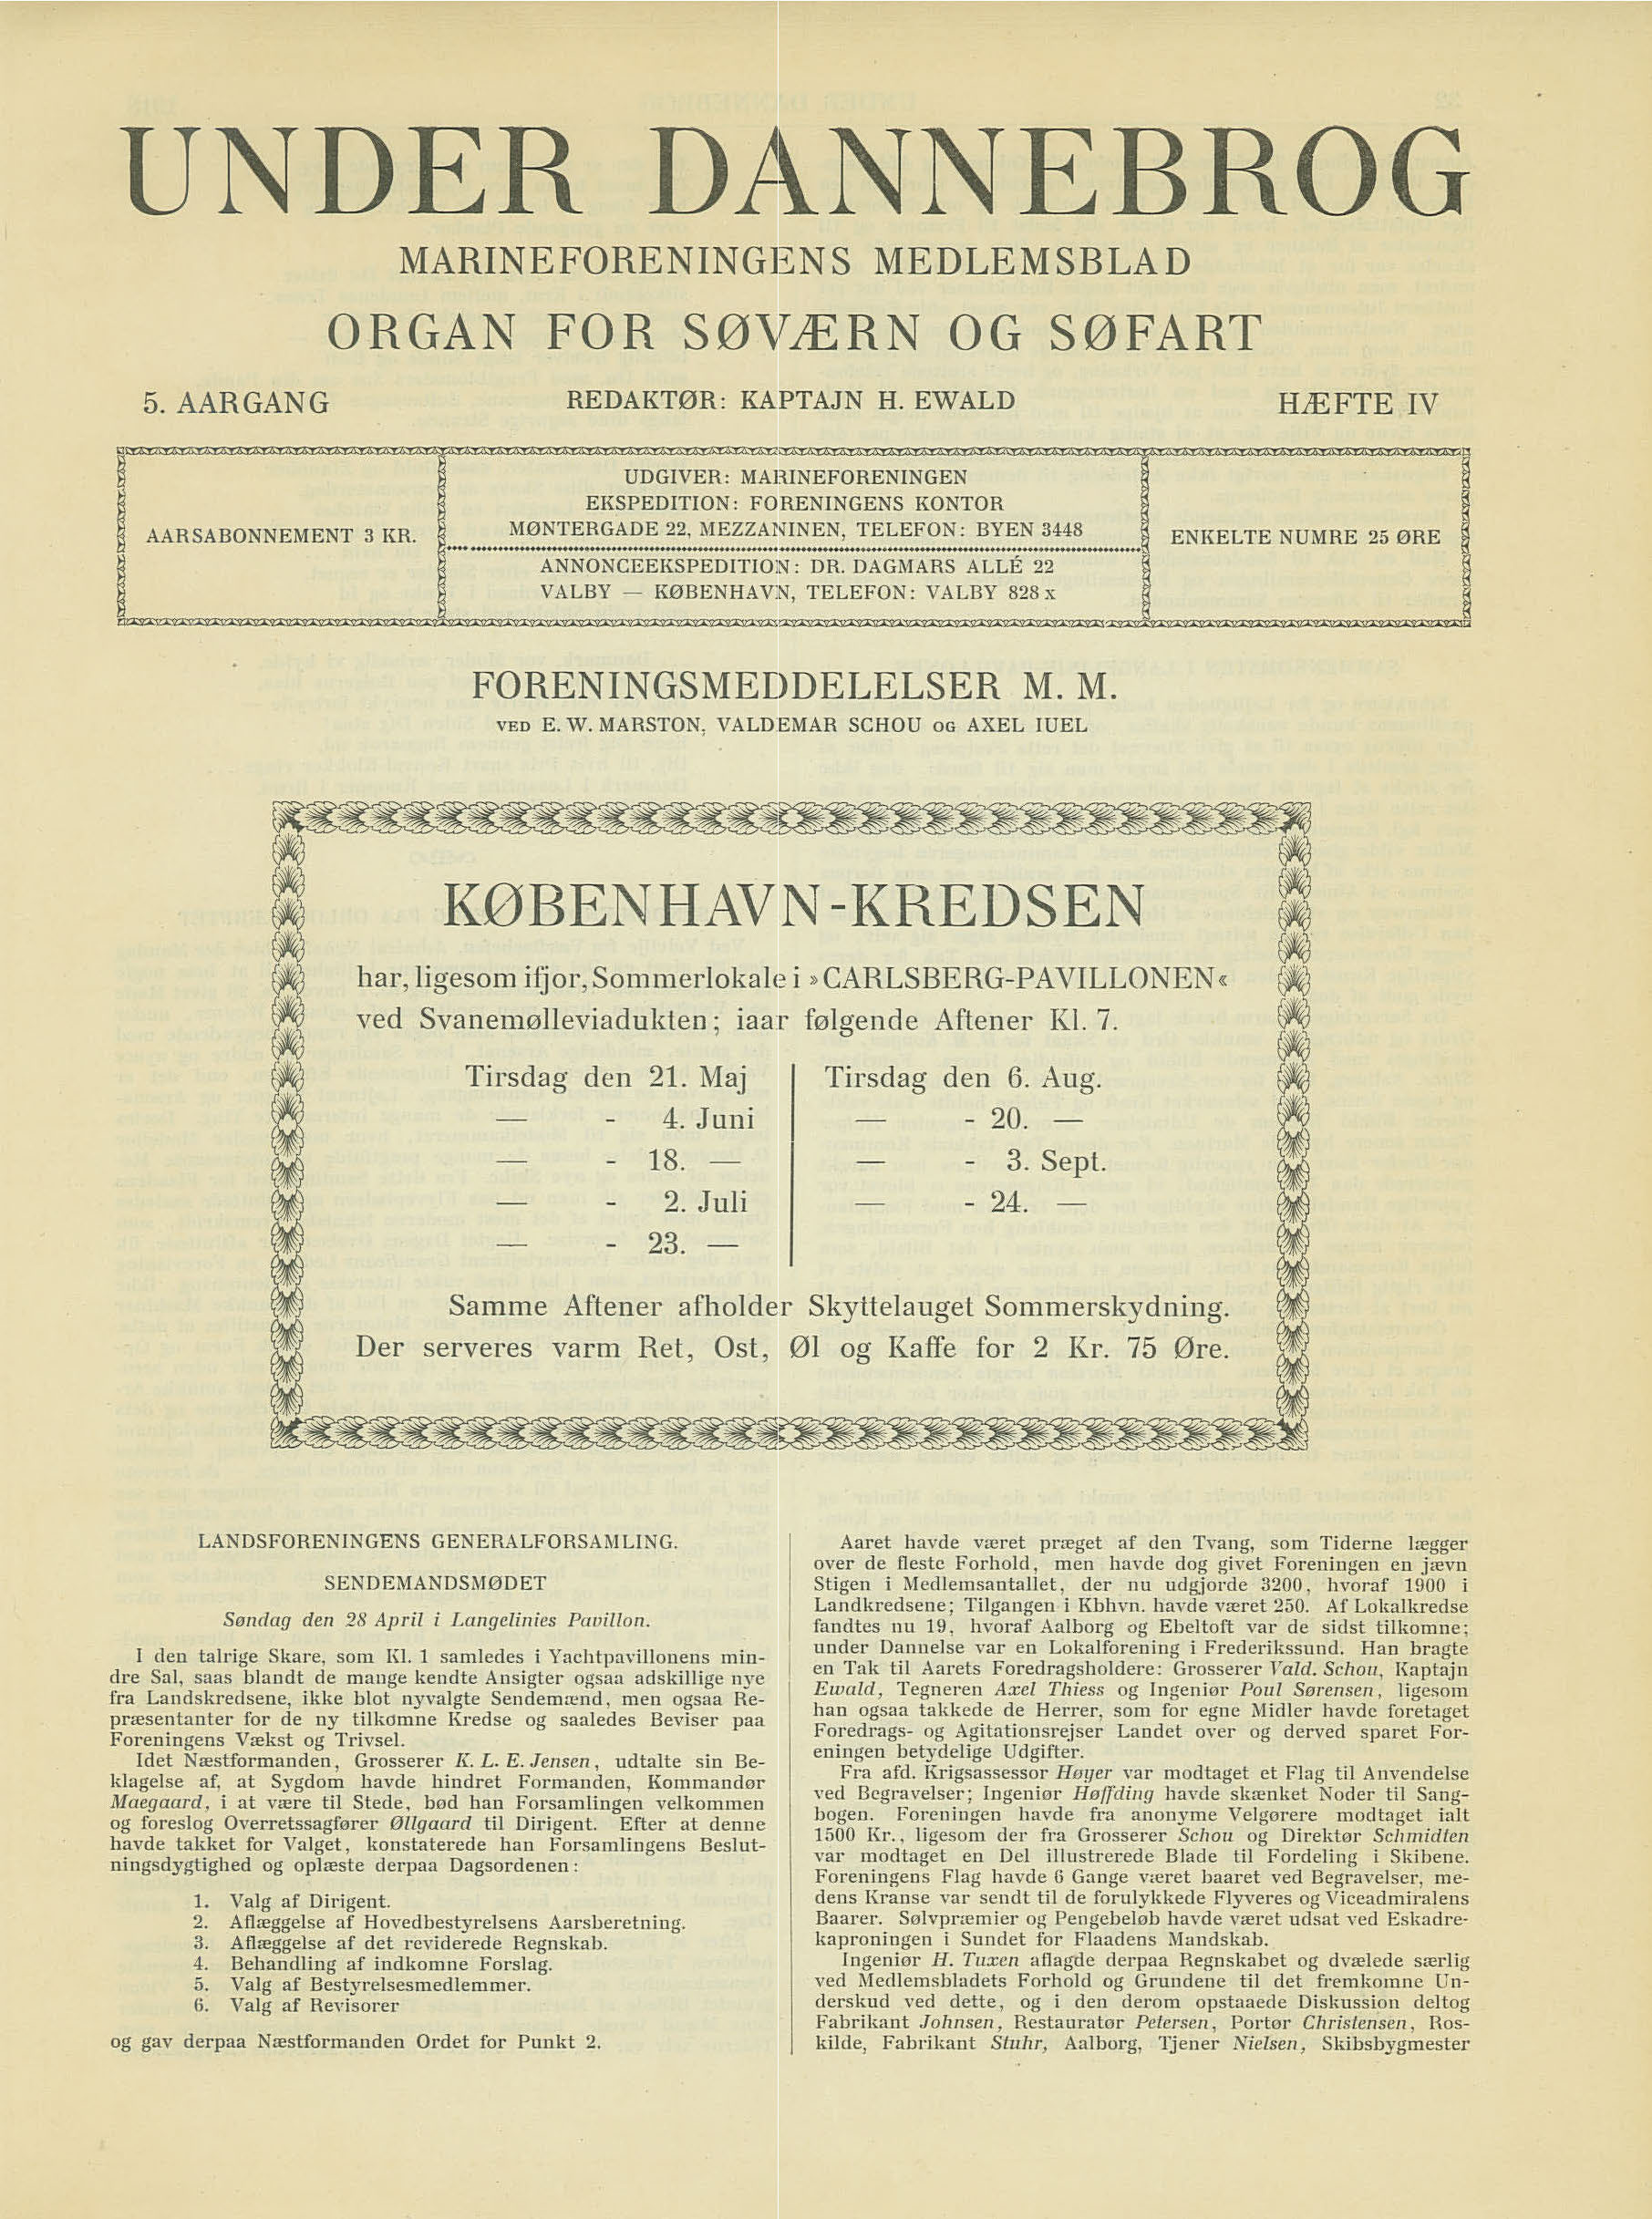 UNDER DANNEBROG
MARINEFORENINGENS MEDLEMSBLAD
ORGAN FOR SØVÆRN OG SØFART
5. AARGANG
REDAKTØR: KAPTAJN H. EWALD
HÆFTE IV
AARSABONNEMENT 3 KR.
UDGIVER: MARINEFORENINGEN
EKSPEDITION: FORENINGENS KONTOR
MØNTERGADE 22, MEZZANINEN, TELEFON: BYEN 3448
ANNONCEEKSPEDITION: DR. DAGMARS ALLÉ 22
VALBY — KØBENHAVN, TELEFON: VALBY 828 x
ENKELTE NUMRE 25 ØRE
FORENINGSMEDDELELSER M. M.
VED E. W. MARSTON, VALDEMAR SCHOU OG AXEL IUEL
KØBENHAVN-KREDSEN
har, ligesom ifjor, Sommerlokale i »CARLSBERG-PAVILLONEN«
ved Svanemølleviadukten; iaar følgende Aftener Kl. 7.
Tirsdag den 21. Maj
— - 4. Juni
— - 18. —
— - 2. Juli
— - 23. —
Tirsdag den 6. Aug.
— - 20. —
— - 3. Sept.
— - 24. —
Samme Aftener afholder Skyttelauget Sommerskydning.
Der serveres varm Ret, Ost, Øl og Kaffe for 2 Kr. 75 Øre.
LANDSFORENINGENS GENERALFORSAMLING.
SENDEMANDSMØDET
Søndag den 28 April i Langelinies Pavillon.
I den talrige Skare, som Kl. 1 samledes i Yachtpavillonens min-
dre Sal, saas blandt de mange kendte Ansigter ogsaa adskillige nye
fra Landskredsene, ikke blot nyvalgte Sendemænd, men ogsaa Re-
præsentanter for de ny tilkomne Kredse og saaledes Beviser paa
Foreningens Vækst og Trivsel.
Idet Næstformanden, Grosserer K. L. E. Jensen, udtalte sin Be-
klagelse af, at Sygdom havde hindret Formanden, Kommandør
Maegaard, i at være til Stede, bød han Forsamlingen velkommen
og foreslog Overretssagfører Øllgaard til Dirigent. Efter at denne
havde takket for Valget, konstaterede han Forsamlingens Beslut-
ningsdygtighed og oplæste derpaa Dagsordenen:
1. Valg af Dirigent.
2. Aflæggelse af Hovedbestyrelsens Aarsberetning.
3. Aflæggelse af det reviderede Regnskab.
4. Behandling af indkomne Forslag.
5. Valg af Bestyrelsesmedlemmer.
6. Valg af Revisorer
og gav derpaa Næstformanden Ordet for Punkt 2.
Aaret havde været præget af den Tvang, som Tiderne lægger
over de fleste Forhold, men havde dog givet Foreningen en jævn
Stigen i Medlemsantallet, der nu udgjorde 3200, hvoraf 1900 i
Landkredsene; Tilgangen i Kbhvn. havde været 250. Af Lokalkredse
fandtes nu 19, hvoraf Aalborg og Ebeltoft var de sidst tilkomne;
under Dannelse var en Lokalforening i Frederikssund. Han bragte
en Tak til Aarets Foredragsholdere: Grosserer Vald. Schou, Kaptajn
Ewald, Tegneren Axel Thiess og Ingeniør Poul Sørensen, ligesom
han ogsaa takkede de Herrer, som for egne Midler havde foretaget
Foredrags- og Agitationsrejser Landet over og derved sparet For-
eningen betydelige Udgifter.
Fra afd. Krigsassessor Høyer var modtaget et Flag til Anvendelse
ved Begravelser; Ingeniør Høffding havde skænket Noder til Sang-
bogen. Foreningen havde fra anonyme Velgørere modtaget ialt
1500 Kr., ligesom der fra Grosserer Schou og Direktør Schmidten
var modtaget en Del illustrerede Blade til Fordeling i Skibene.
Foreningens Flag havde 6 Gange været baaret ved Begravelser, me-
dens Kranse var sendt til de forulykkede Flyveres og Viceadmiralens
Baarer. Sølvpræmier og Pengebeløb havde været udsat ved Eskadre-
kaproningen i Sundet for Flaadens Mandskab.
Ingeniør H. Tuxen aflagde derpaa Regnskabet og dvælede særlig
ved Medlemsbladets Forhold og Grundene til det fremkomne Un-
derskud ved dette, og i den derom opstaaede Diskussion deltog
Fabrikant Johnsen, Restauratør Petersen, Portør Christensen, Ros-
kilde, Fabrikant Stuhr, Aalborg, Tjener Nielsen, Skibsbygmester